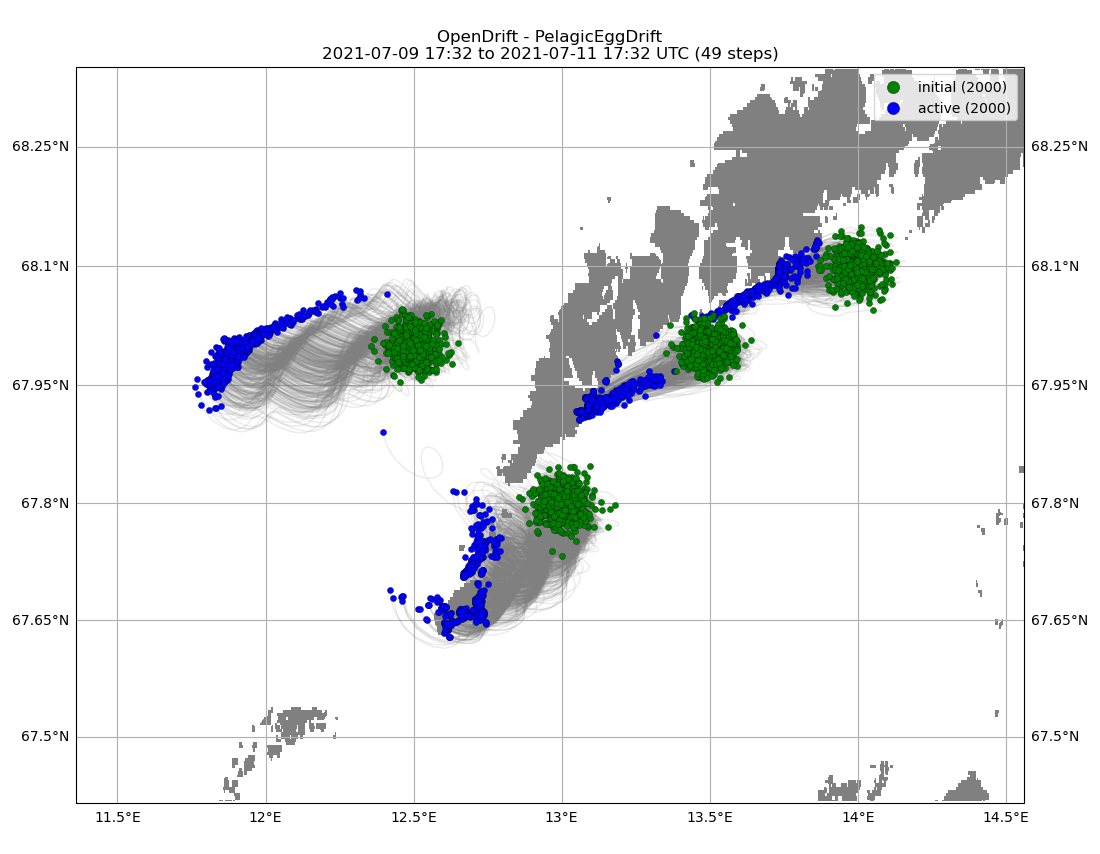 OpenDrift - PelagicEggDrift
2021-07-09 17:32 to 2021-07-11 17:32 UTC (49 steps)
initial (2000)
active (2000)
68.25°N
68.25°N
68.1°N
68.1°N
67.95°N
67.95°N
67.8°N
67.8°N
67.65°N
67.65°N
67.5°N
67.5°N
11.5°E
12°E
12.5°E
13°E
13.5°E
14°E
14.5°E